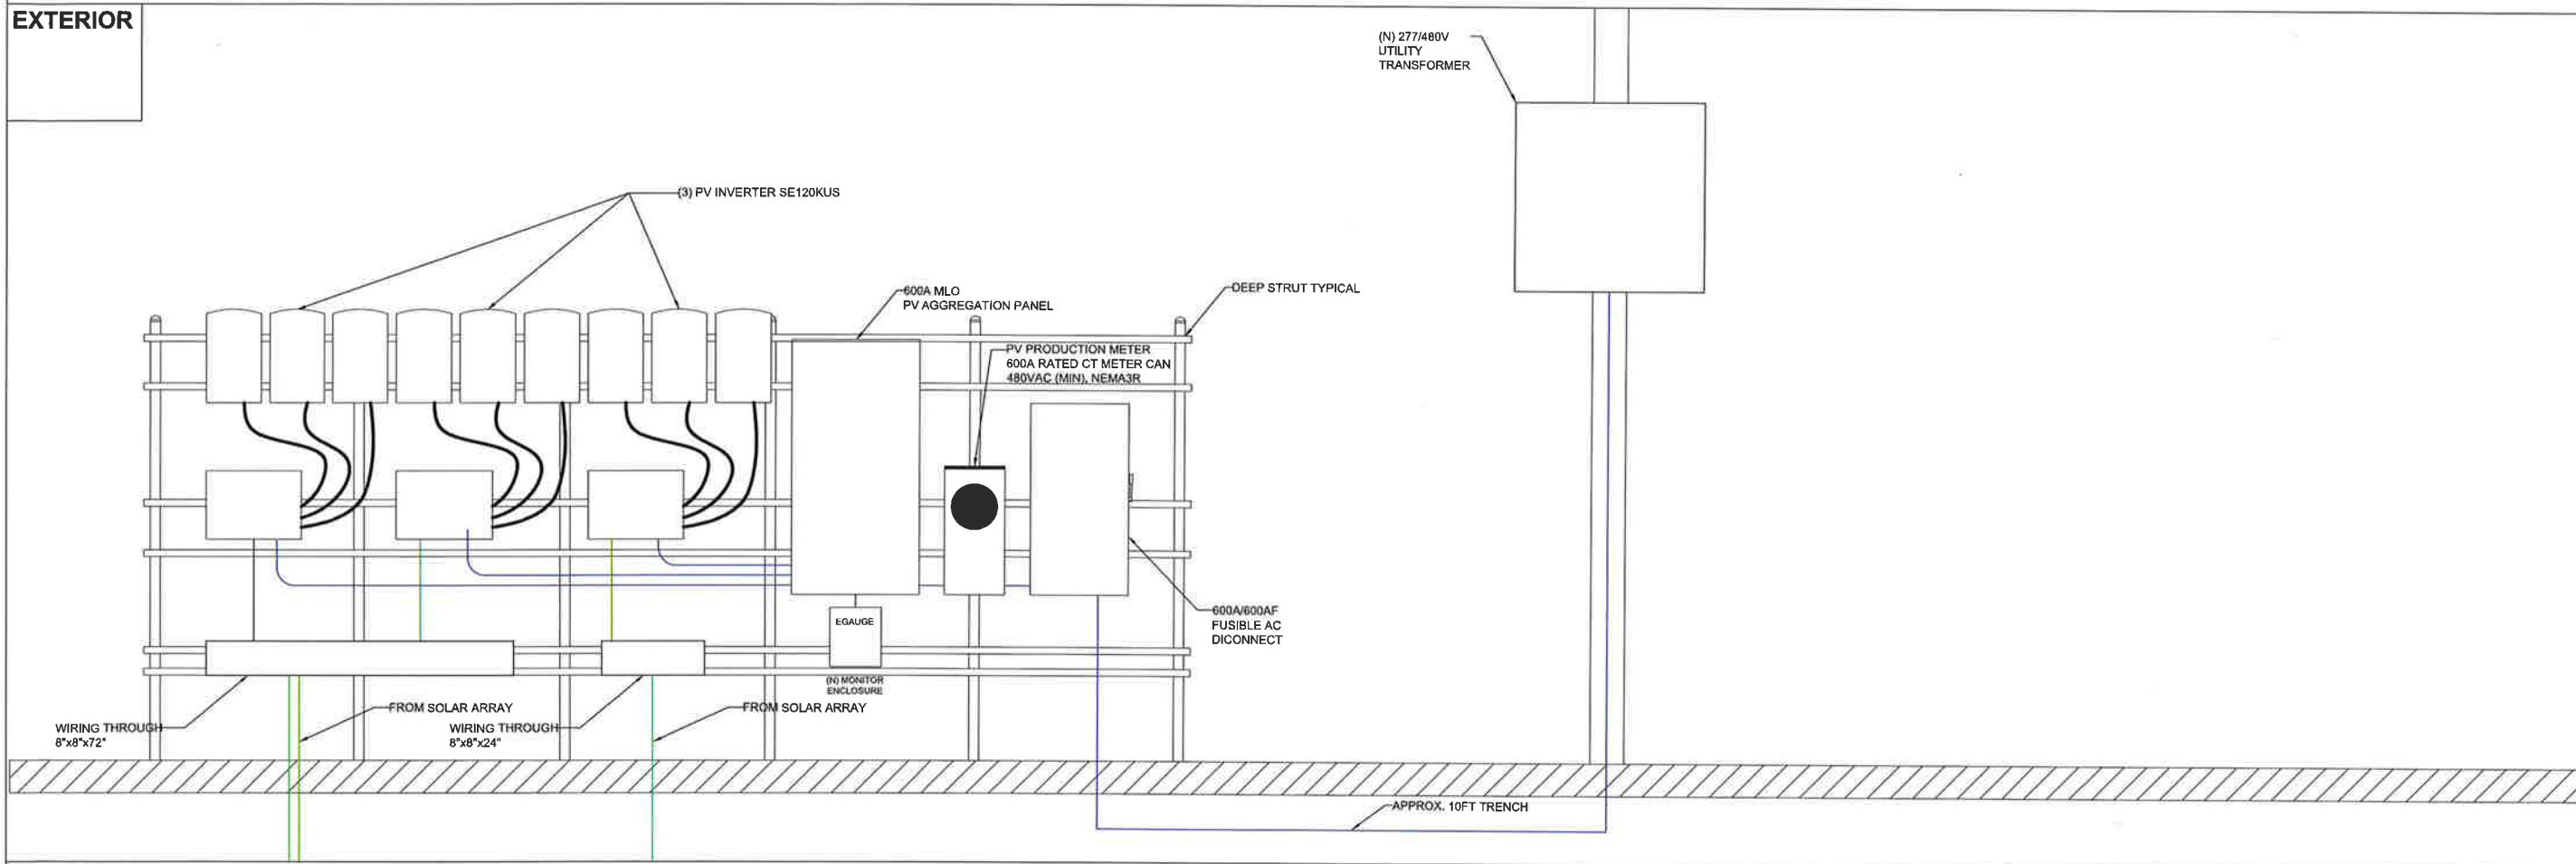 EXTERIOR
(N) 277/480V
UTILITY
TRANSFORMER
(3) PV INVERTER SE120KUS
600A MLO
PV AGGREGATION PANEL
DEEP STRUT TYPICAL
PV PRODUCTION METER
600A RATED CT METER CAN
480VAC (MIN), NEMA3R
600A/600AF
FUSIBLE AC
DICONNECT
EGAUGE
(N) MONITOR
ENCLOSURE
FROM SOLAR ARRAY
WIRING THROUGH
8"x8"x72"
FROM SOLAR ARRAY
WIRING THROUGH
8"x8"x24"
APPROX. 10FT TRENCH